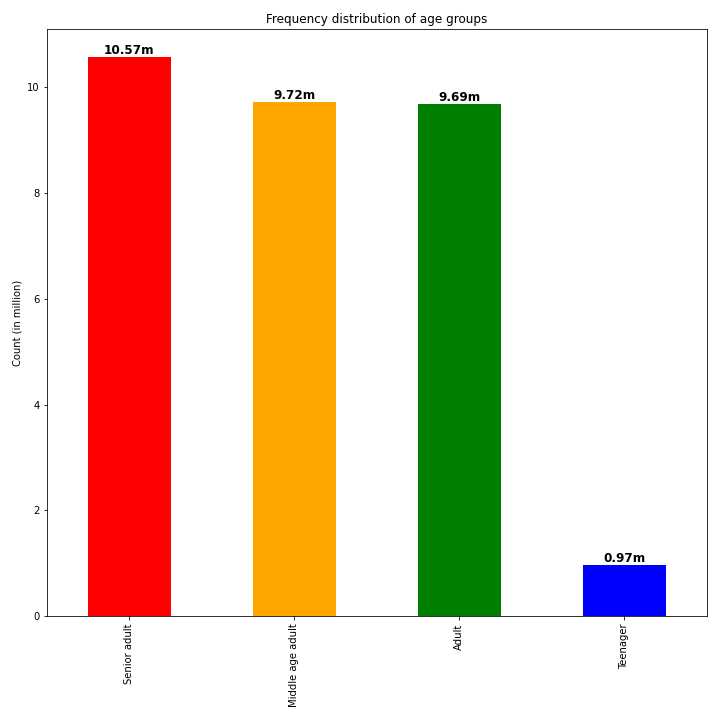 Frequency distribution of age groups
10.57m
9.72m
9.69m
0.97m
10
8
6
4
2
0
Count (in million)
Senior adult
Middle age adult
Adult
Teenager